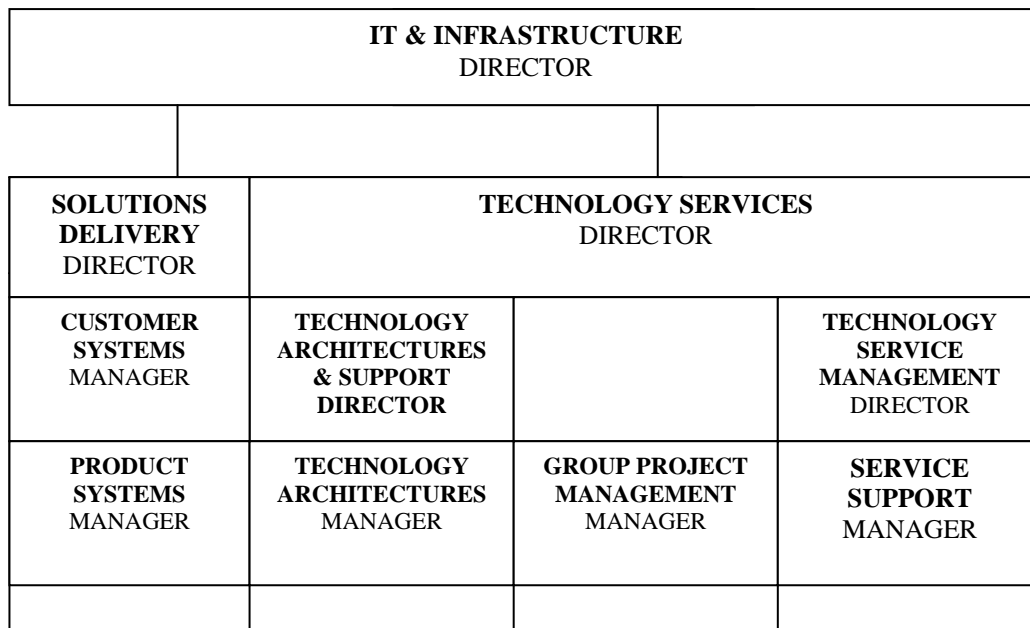 IT & INFRASTRUCTURE
DIRECTOR
SOLUTIONS
DELIVERY
DIRECTOR
TECHNOLOGY SERVICES
DIRECTOR
CUSTOMER
SYSTEMS
MANAGER
TECHNOLOGY
ARCHITECTURES
& SUPPORT
DIRECTOR
TECHNOLOGY
SERVICE
MANAGEMENT
DIRECTOR
PRODUCT
SYSTEMS
MANAGER
TECHNOLOGY
ARCHITECTURES
MANAGER
GROUP PROJECT
MANAGEMENT
MANAGER
SERVICE
SUPPORT
MANAGER